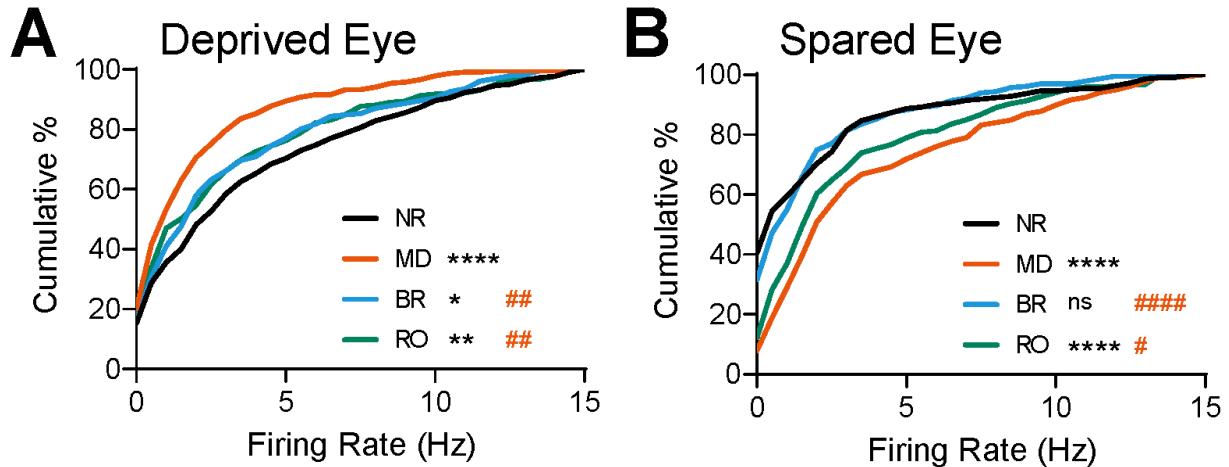 A Deprived Eye
Cumulative %
100
80
60
40
20
0
0 5 10 15
Firing Rate (Hz)
NR
MD ****
BR * ##
RO ** ##
B Spared Eye
Cumulative %
100
80
60
40
20
0
0 5 10 15
Firing Rate (Hz)
NR
MD ****
BR ns ####
RO **** #